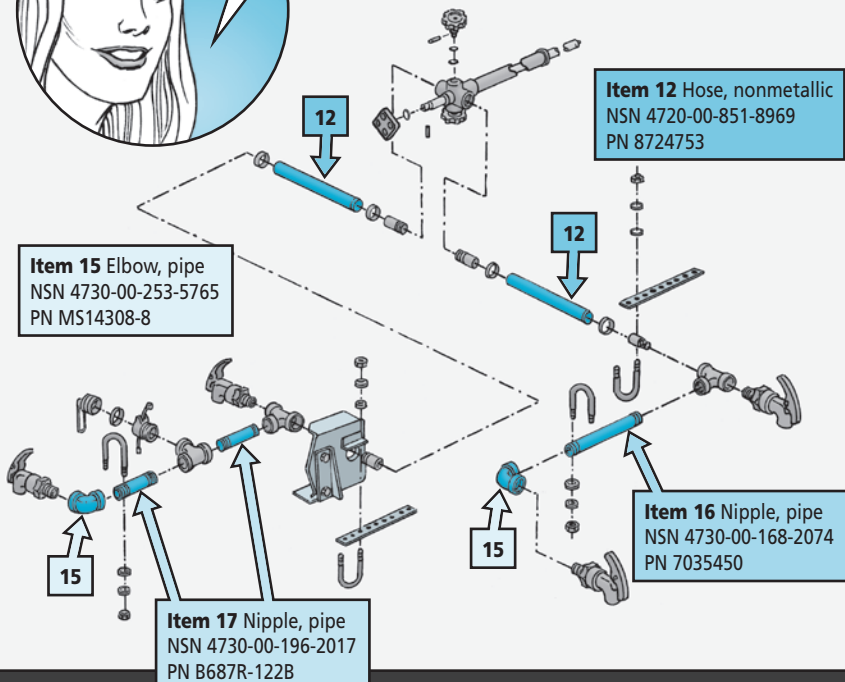 12
Item 12 Hose, nonmetallic
NSN 4720-00-851-8969
PN 8724753
12
Item 15 Elbow, pipe
NSN 4730-00-253-5765
PN MS14308-8
15
Item 17 Nipple, pipe
NSN 4730-00-196-2017
PN B687R-122B
15
Item 16 Nipple, pipe
NSN 4730-00-168-2074
PN 7035450